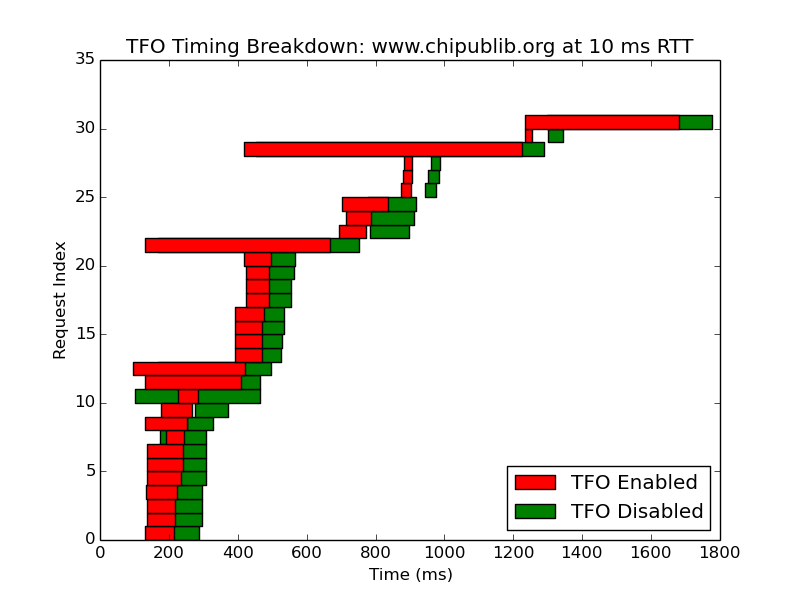 TFO Timing Breakdown: www.chipublib.org at 10 ms RTT
35
30
25
20
15
10
5
0
Request Index
TFO Enabled
TFO Disabled
0 200 400 600 800 1000 1200 1400 1600 1800
Time (ms)